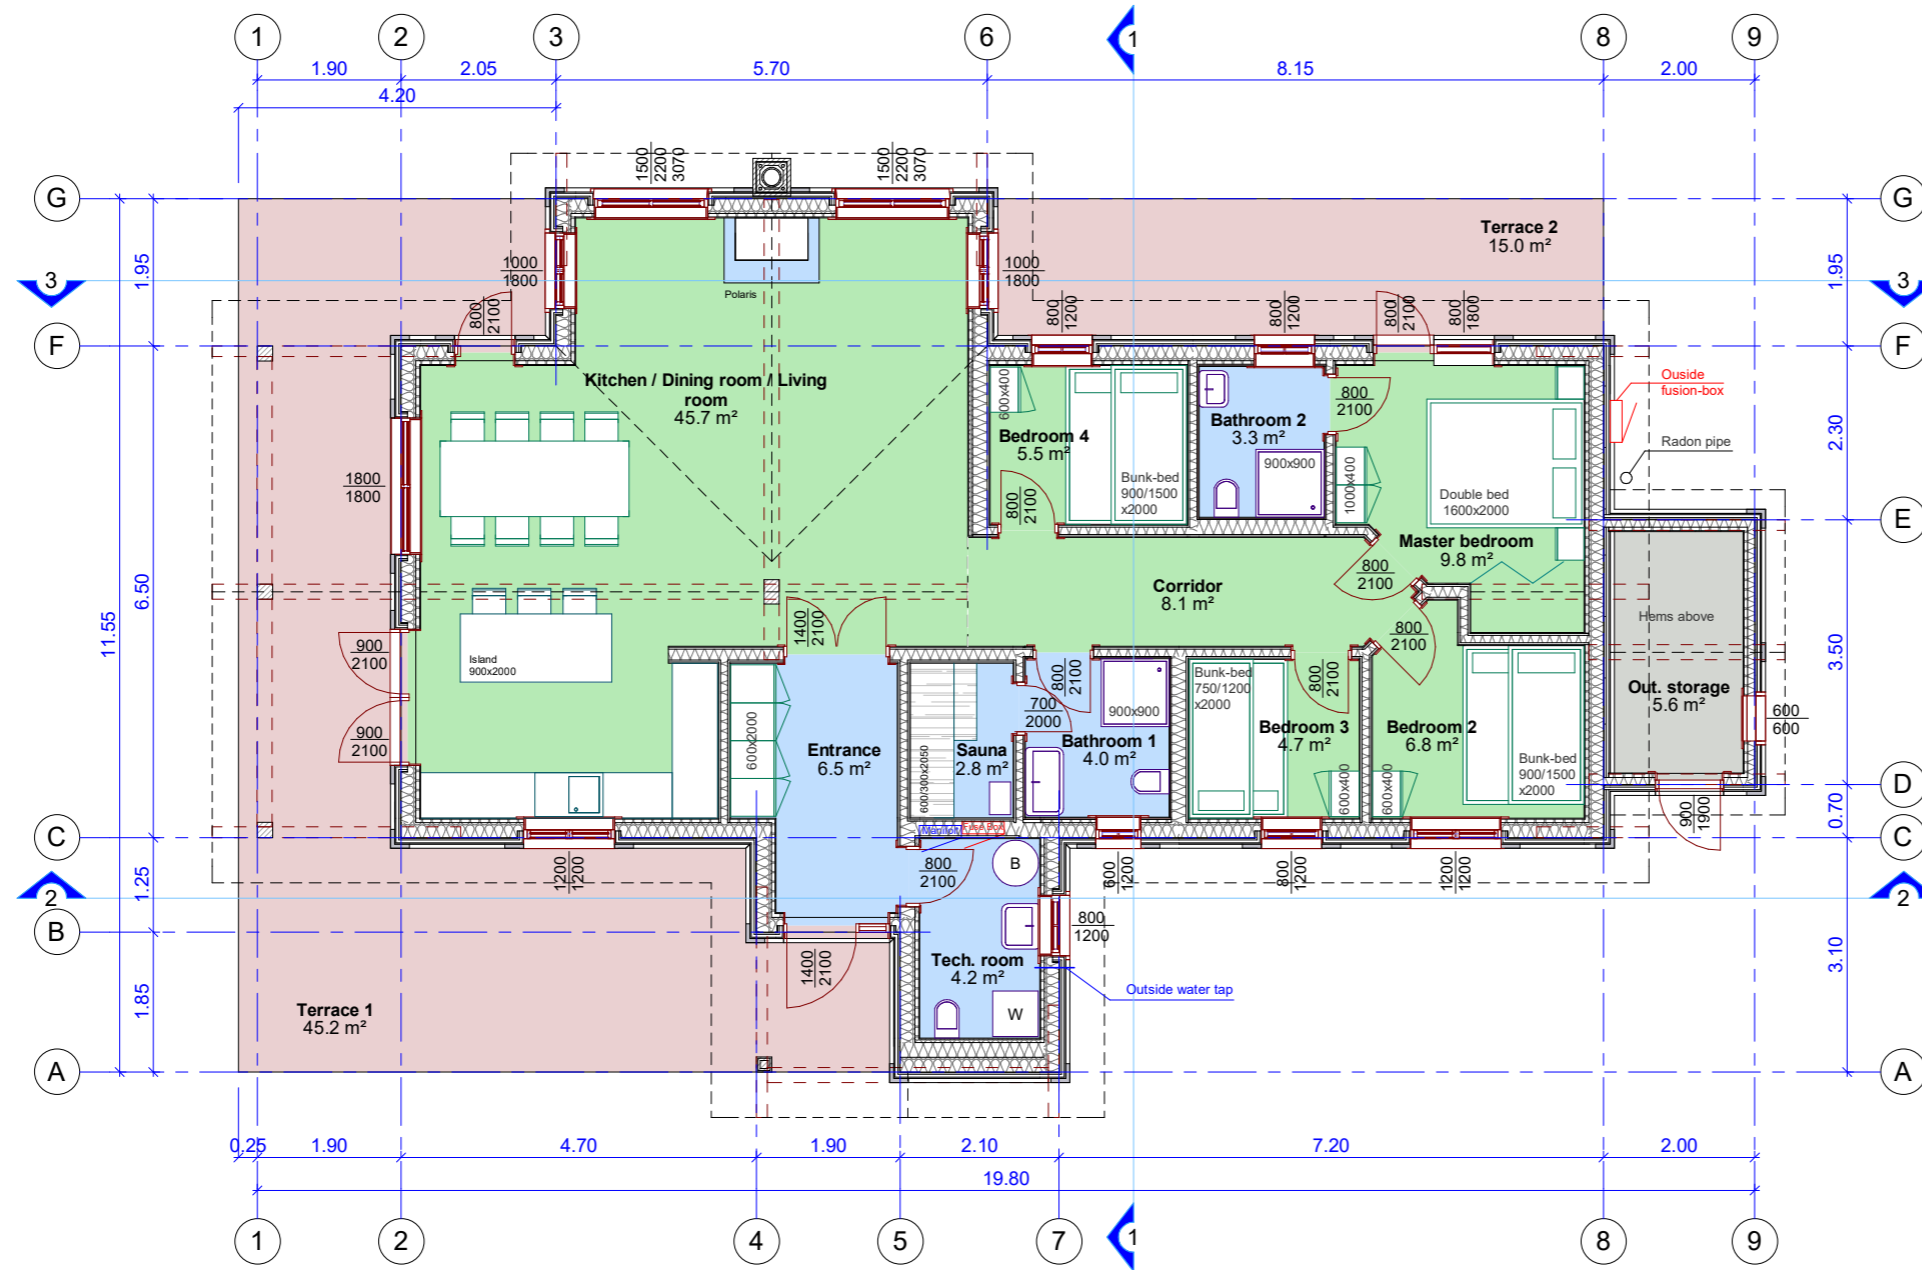 1
2
3
6
1
8
9
1.90
2.05
5.70
8.15
2.00
4.20
1500
2200
3070
1500
2200
3070
G
G
Terrace 2
15.0 m²
1.95
1.95
1000
1800
1000
1800
3
3
Polaris
800
2100
800
1200
800
1200
800
2100
800
1800
F
F
Kitchen / Dining room / Living
room
45.7 m²
600x400
Bedroom 4
5.5 m²
Bathroom 2
3.3 m²
800
2100
Ouside
fusion-box
Radon pipe
2.30
900x900
Bunk-bed
900/1500
x2000
1000x400
Double bed
1600x2000
1800
1800
800
2100
E
Master bedroom
9.8 m²
11.55
6.50
Corridor
8.1 m²
800
2100
Hems above
1400
2100
800
2100
900
2100
Island
900x2000
3.50
800
2100
Bunk-bed
750/1200
x2000
800
2100
Out. storage
5.6 m²
700
2000
900x900
600
600
900
2100
600x2000
Entrance
6.5 m²
Sauna
2.8 m²
600/300x2050
Bathroom 1
4.0 m²
Bedroom 3
4.7 m²
Bedroom 2
6.8 m²
Bunk-bed
900/1500
x2000
600x400
600x400
D
0.70
900
1900
C
C
Fuse Box
1200
1200
800
2100
B
600
1200
800
1200
1200
1200
1.25
2
2
B
800
1200
3.10
Tech. room
4.2 m²
1400
2100
Outside water tap
W
Terrace 1
45.2 m²
1.85
A
A
0.25
1.90
4.70
1.90
2.10
7.20
2.00
19.80
1
2
4
5
7
1
8
9